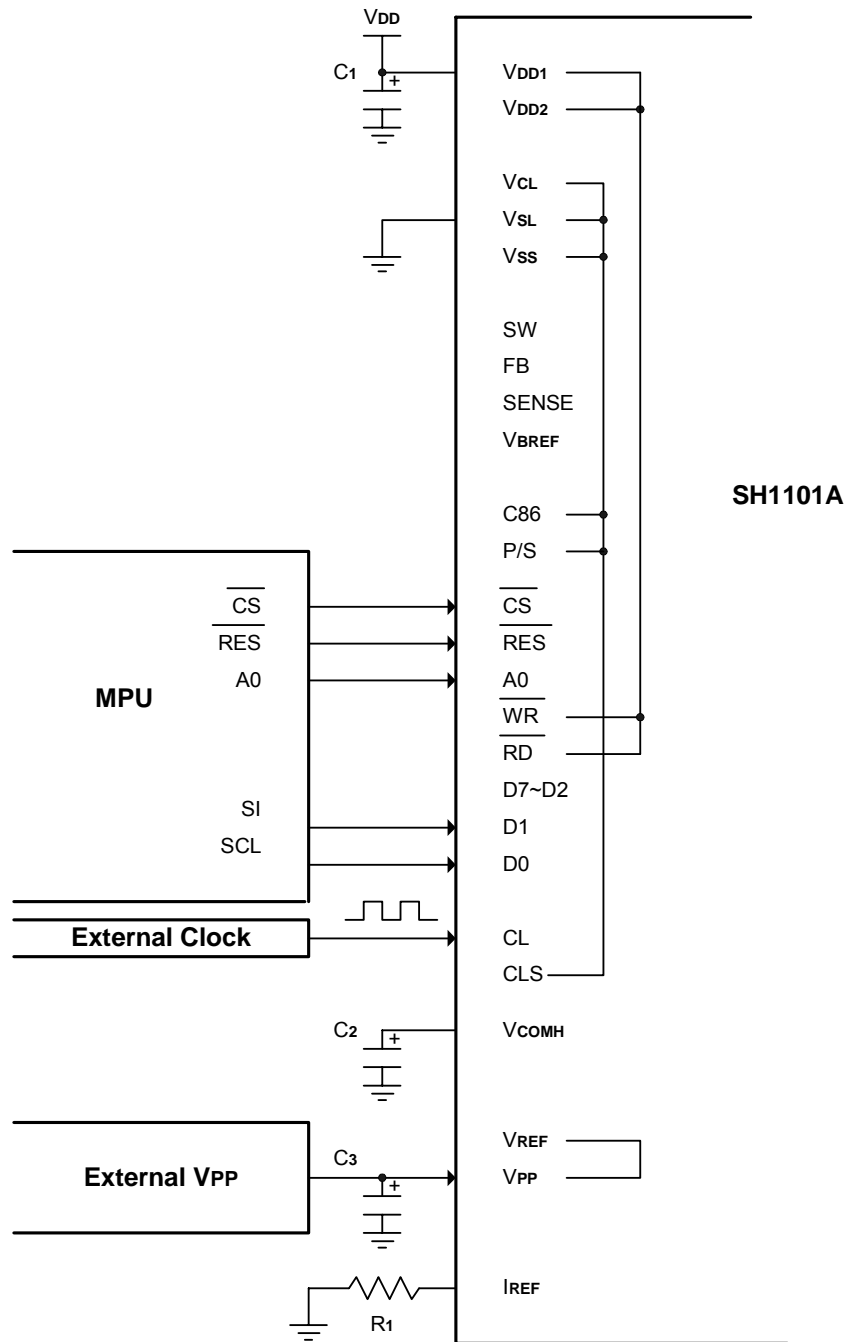 VDD
C1
+
VDD1
VDD2
VCL
VSL
VSS
SW
FB
SENSE
VBREF
SH1101A
C86
P/S
CS
CS
RES
RES
A0
A0
MPU
WR
RD
D7~D2
SI
D1
SCL
D0
External Clock
CL
CLS
C2
+
VCOMH
VREF
External VPP
C3
+
VPP
IREF
R1